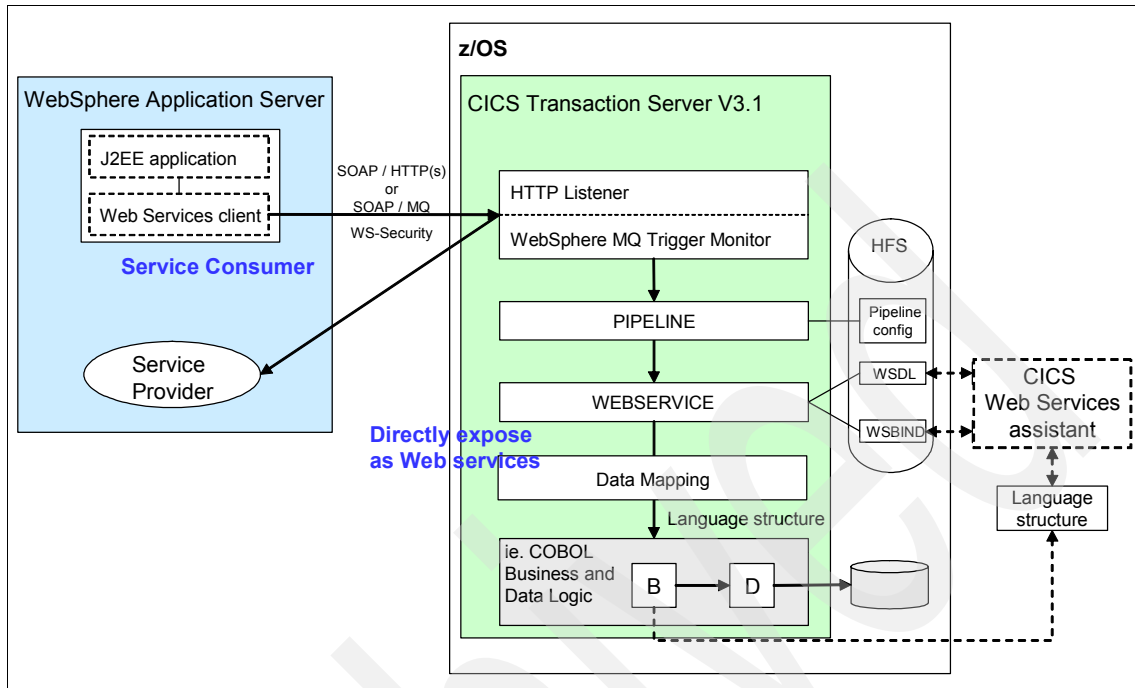 z/OS
WebSphere Application Server
J2EE application
Web Services client
Service Consumer
Service
Provider
SOAP / HTTP(s)
or
SOAP / MQ
WS-Security
CICS Transaction Server V3.1
HTTP Listener
WebSphere MQ Trigger Monitor
PIPELINE
WEBSERVICE
Directly expose
as Web services
Data Mapping
Language structure
ie. COBOL
Business and
Data Logic
B
D
HFS
Pipeline
config
WSDL
WSBIND
CICS
Web Services
assistant
Language
structure